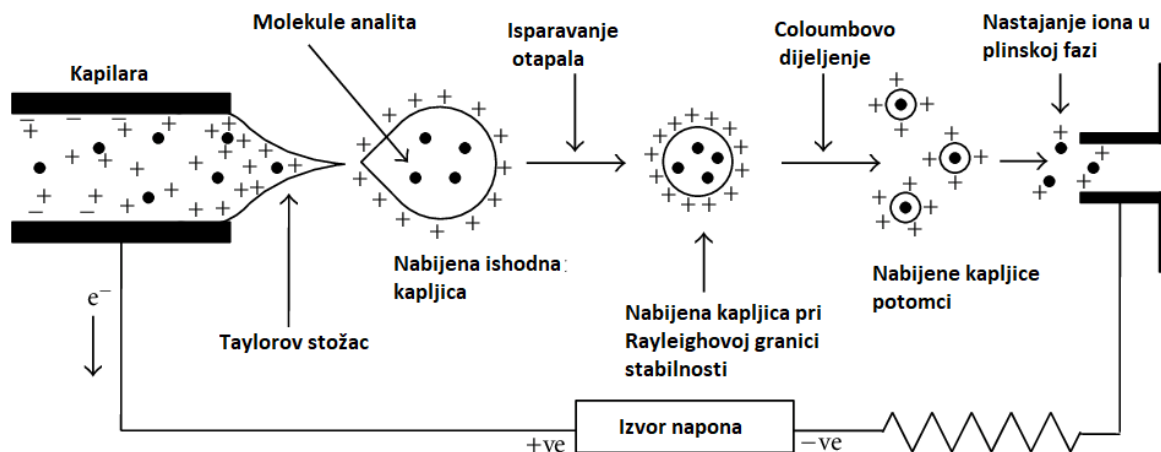 Molekule analita
Isparavanje
otapala
Coloumbovo
dijeljenje
Nastajanje iona u
plinskoj fazi
Kapilara
Nabijena ishodna:
kapljica
Nabijene kapljice
potomci
Nabijena kapljica pri
Rayleighovoj granici
stabilnosti
e⁻
Taylorov stožac
+ve
Izvor napona
−ve